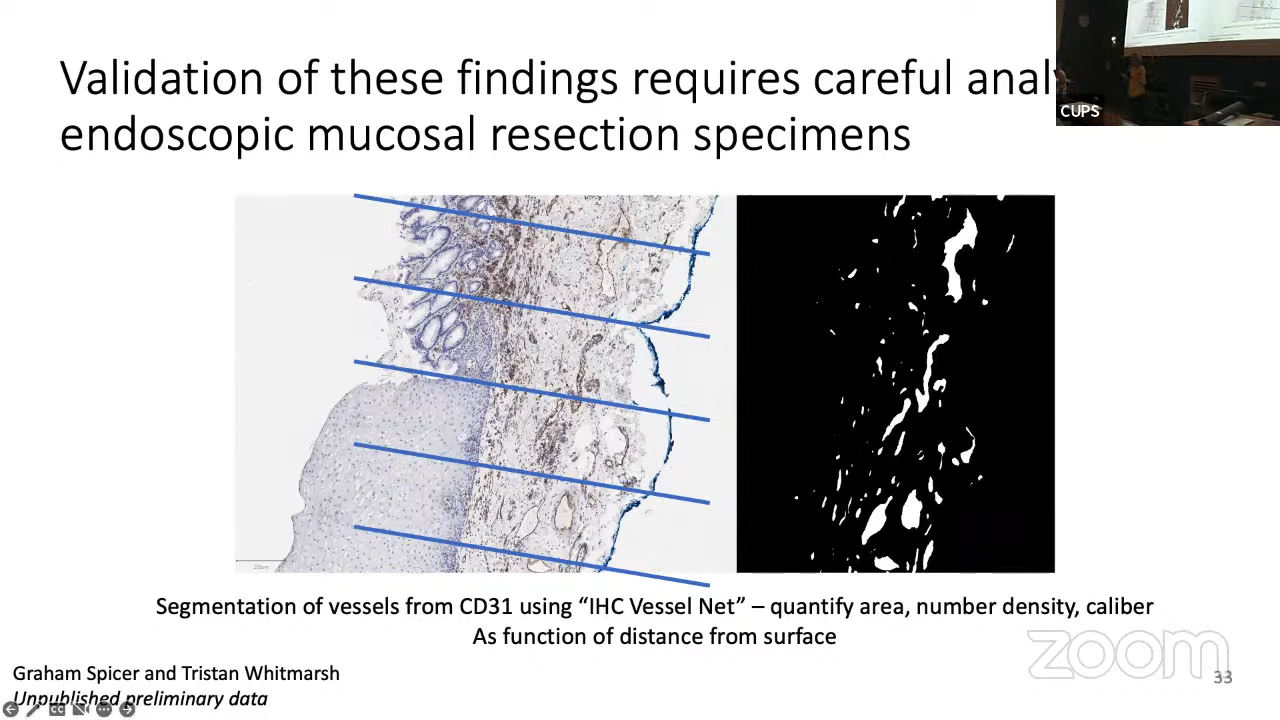 Validation of these findings requires careful
endoscopic mucosal resection specimens
CUPS
Segmentation of vessels from CD31 using “IHC Vessel Net” – quantify area, number density, caliber
As function of distance from surface
Graham Spicer and Tristan Whitmarsh
Unpublished preliminary data
zoom
33